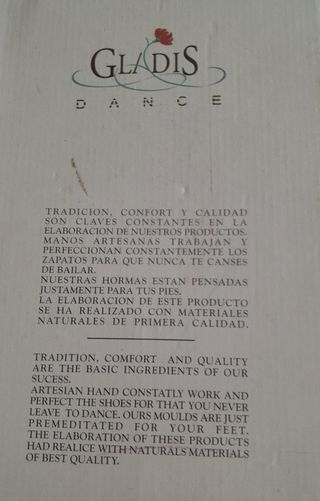 GLADIS
DANCE
TRADICION, CONFORT Y CALIDAD
SON CLAVES CONSTANTES EN LA
ELABORACION DE NUESTROS PRODUCTOS.
MANOS ARTESANAS TRABAJAN Y
PERFECCIONAN CONSTANTEMENTE LOS
ZAPATOS PARA QUE NUNCA TE CANSES
DE BAILAR.
NUESTRAS HORMAS ESTAN PENSADAS
JUSTAMENTE PARA TUS PIES.
LA ELABORACION DE ESTE PRODUCTO
SE HA REALIZADO CON MATERIALES
NATURALES DE PRIMERA CALIDAD.
TRADITION, COMFORT AND QUALITY
ARE THE BASIC INGREDIENTS OF OUR
SUCESS.
ARTESIAN HAND CONSTATLY WORK AND
PERFECT THE SHOES FOR THAT YOU NEVER
LEAVE TO DANCE. OURS MOULDS ARE JUST
PREMEDITATED FOR YOUR FEET.
THE ELABORATION OF THESE PRODUCTS
HAD REALICE WITH NATURALS MATERIALS
OF BEST QUALITY.